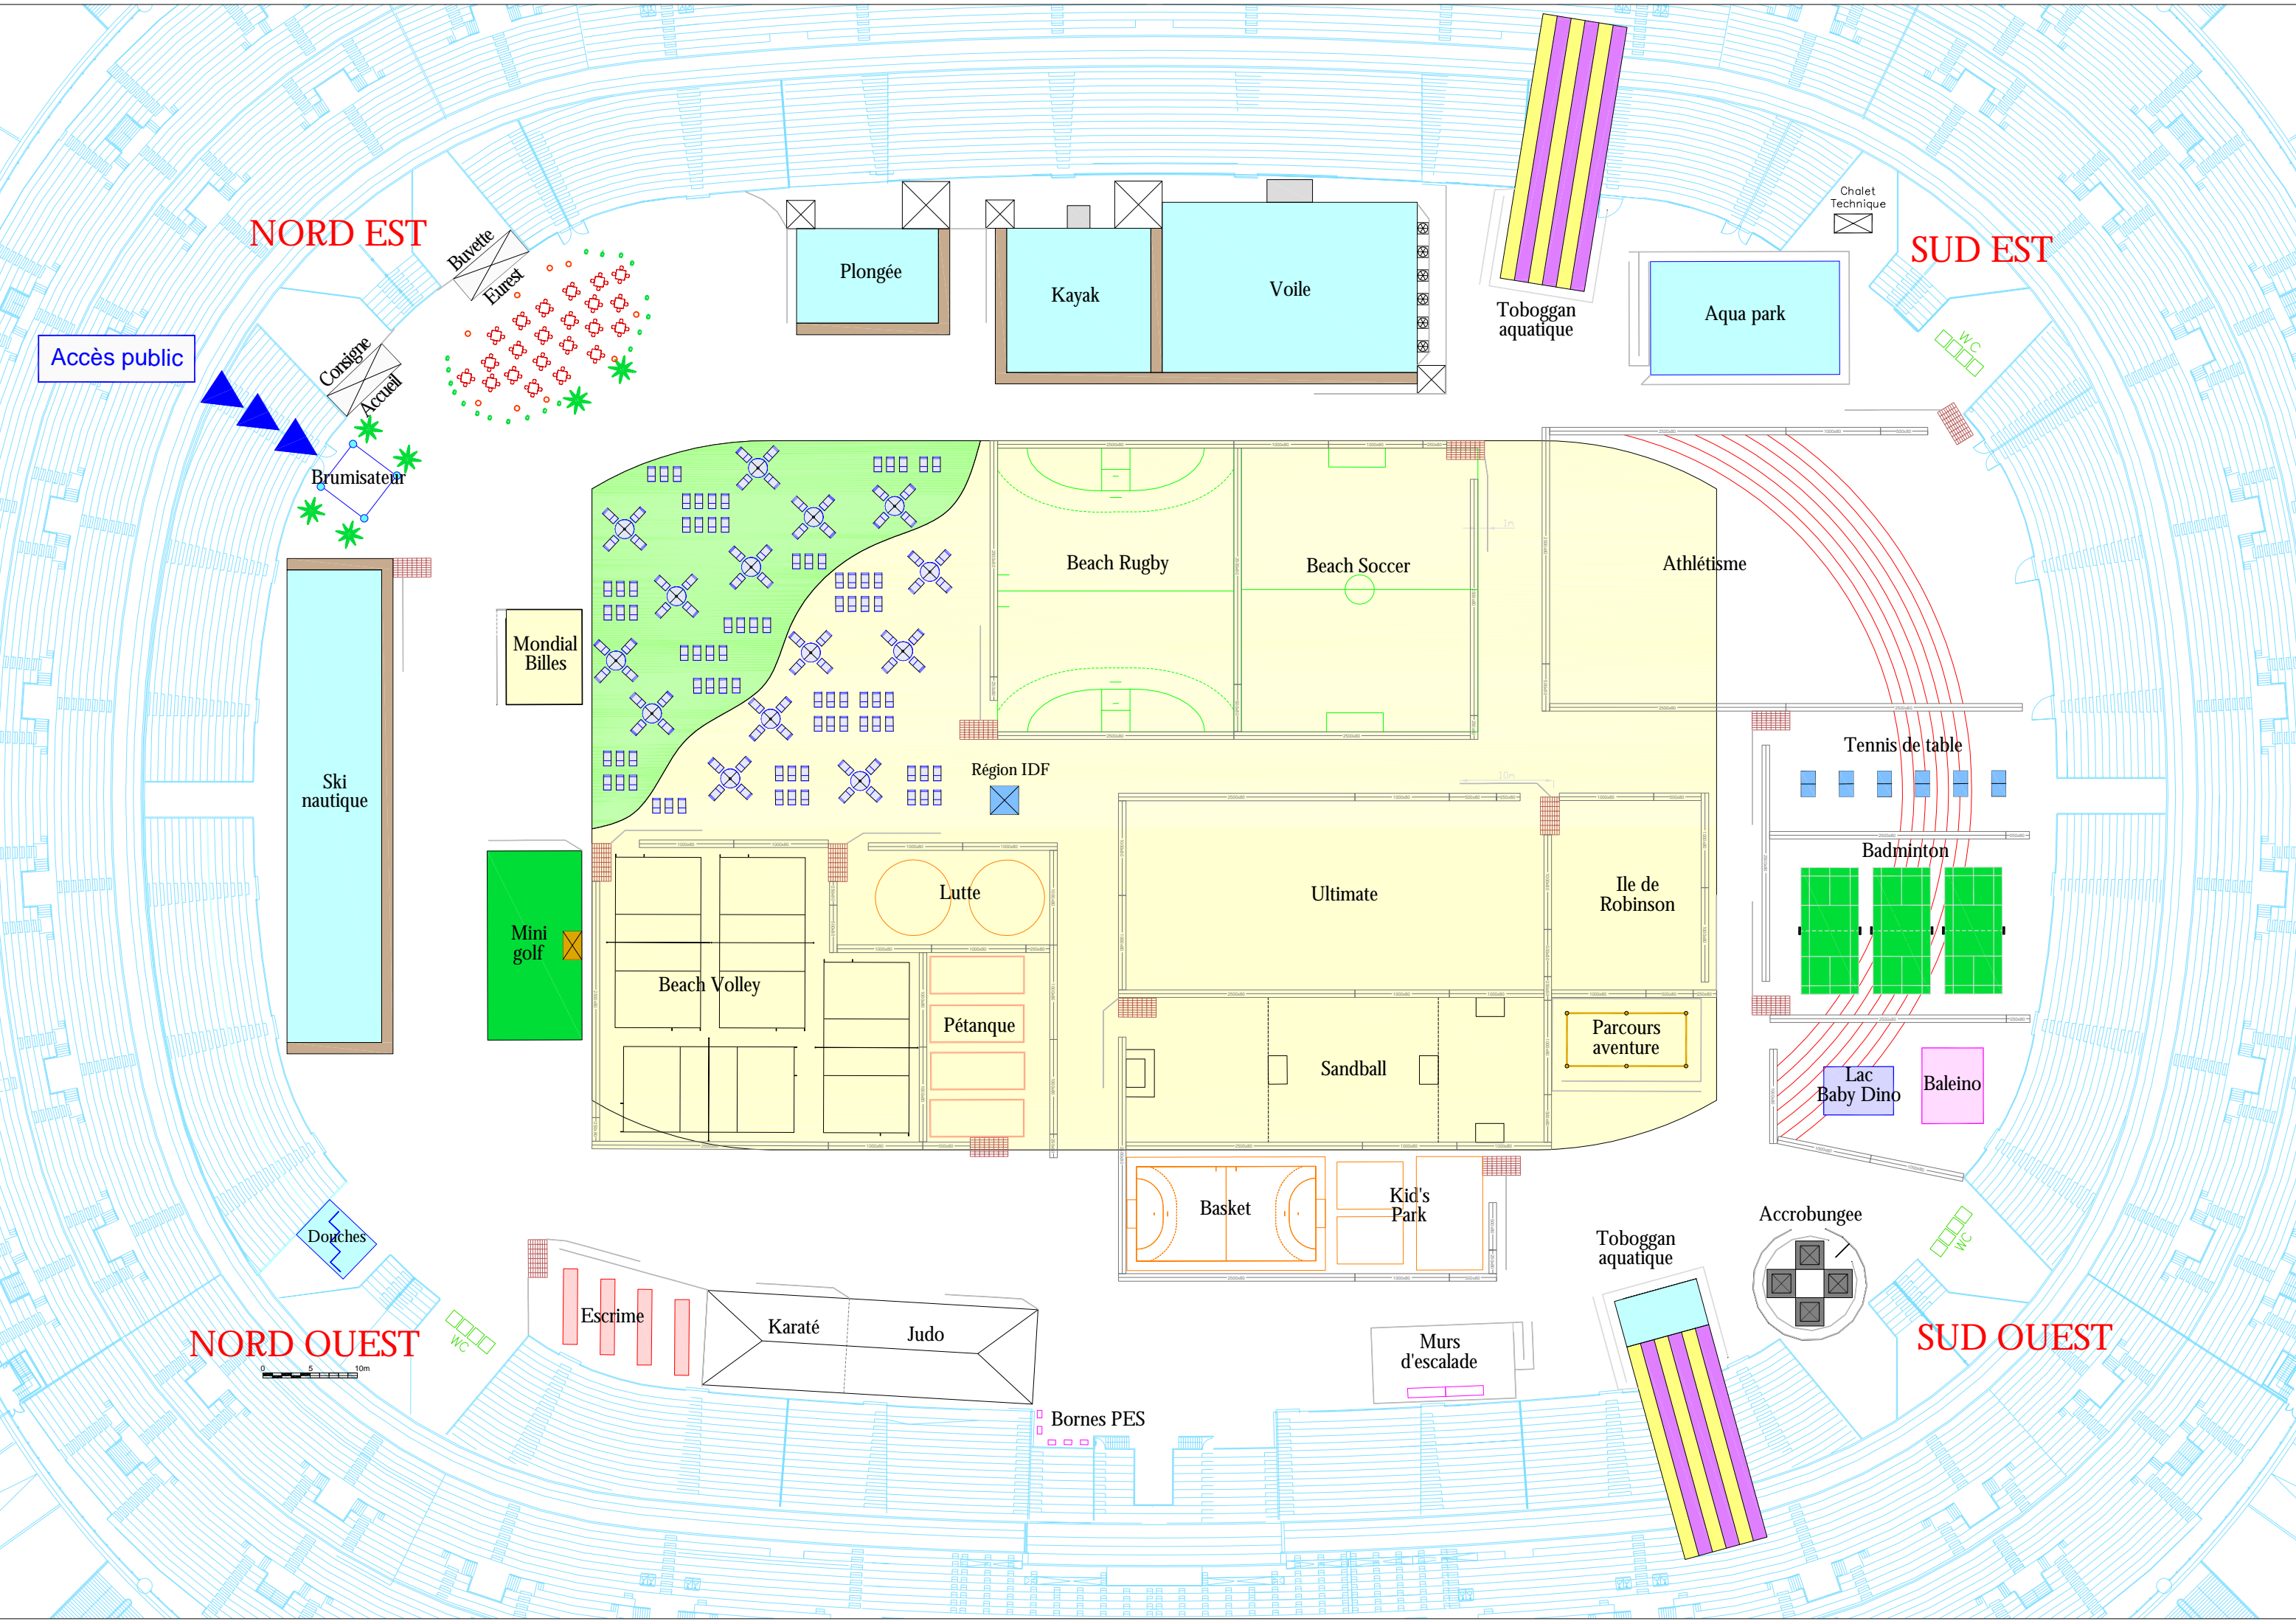 Chalet
Technique
NORD EST
SUD EST
Buvette
Eurest
Plongée
Kayak
Voile
Toboggan
aquatique
Aqua park
WC
Accès public
Consigne
Accueil
Brumisateur
1m
Beach Rugby
Beach Soccer
Athlétisme
Mondial
Billes
Tennis de table
Région IDF
10m
Ski
nautique
Badminton
Lutte
Ultimate
Ile de
Robinson
Mini
golf
Beach Volley
Pétanque
Parcours
aventure
Sandball
Lac
Baby Dino
Baleino
Basket
Kid's
Park
Accrobungee
Toboggan
aquatique
Douches
WC
Escrime
Karaté
Judo
Murs
d'escalade
NORD OUEST
0 5 10m
WC
SUD OUEST
Bornes PES